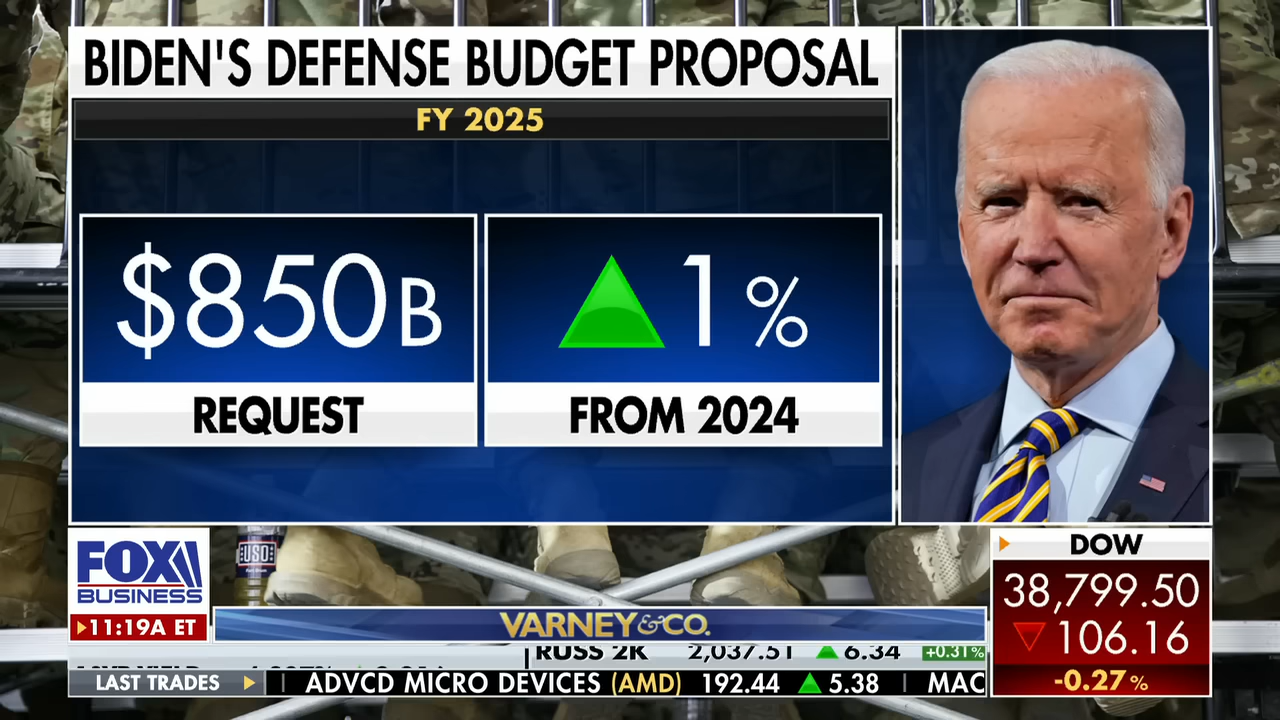 BIDEN'S DEFENSE BUDGET PROPOSAL
FY 2025
$850B
REQUEST
1%
FROM 2024
USO
FOX
BUSINESS
11:19A ET
VARNEY&CO.
DOW
38,799.50
106.16
-0.27%
RUSS 2K 2,037.51 6.34 +0.31%
LAST TRADES ADVCD MICRO DEVICES (AMD) 192.44 5.38 MAC